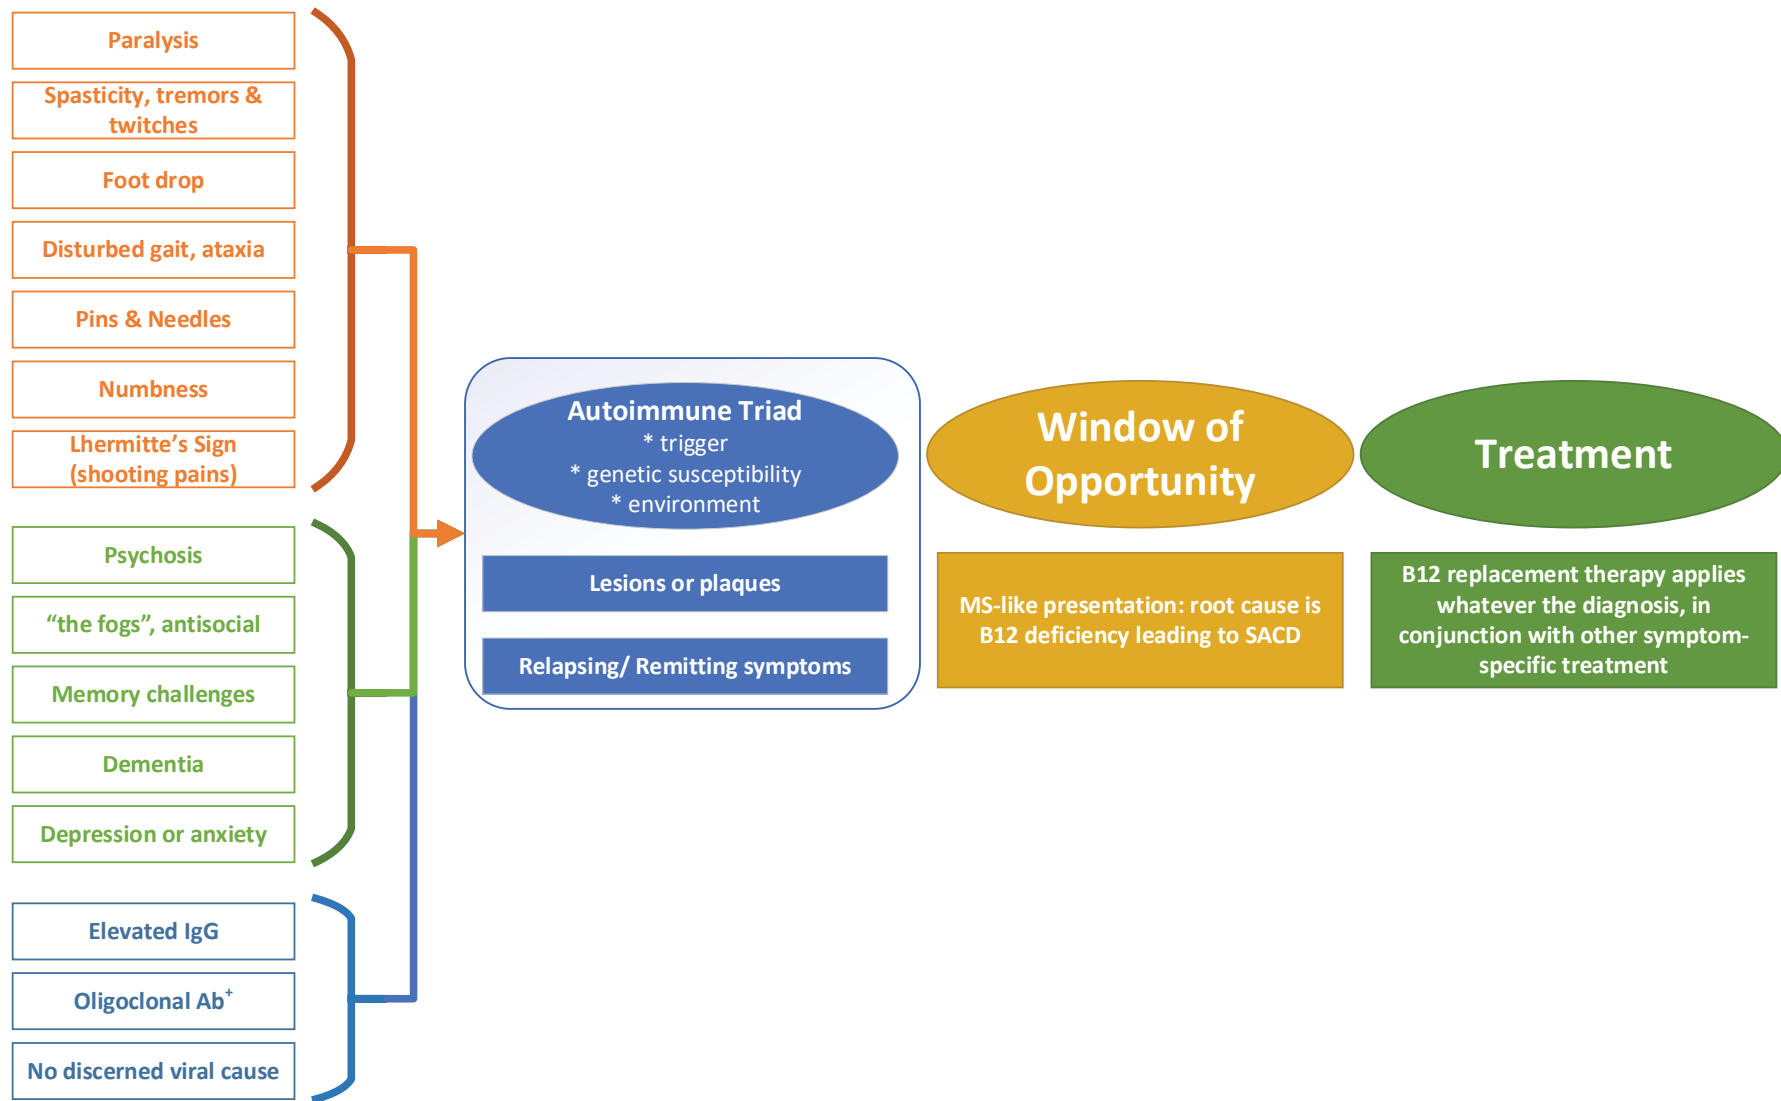 Paralysis
Spasticity, tremors &
twitches
Foot drop
Disturbed gait, ataxia
Pins & Needles
Numbness
Lhermitte’s Sign
(shooting pains)
Psychosis
“the fogs”, antisocial
Memory challenges
Dementia
Depression or anxiety
Elevated IgG
Oligoclonal Ab⁺
No discerned viral cause
Autoimmune Triad
* trigger
* genetic susceptibility
* environment
Lesions or plaques
Relapsing/ Remitting symptoms
Window of
Opportunity
MS-like presentation: root cause is
B12 deficiency leading to SACD
Treatment
B12 replacement therapy applies
whatever the diagnosis, in
conjunction with other symptom-
specific treatment